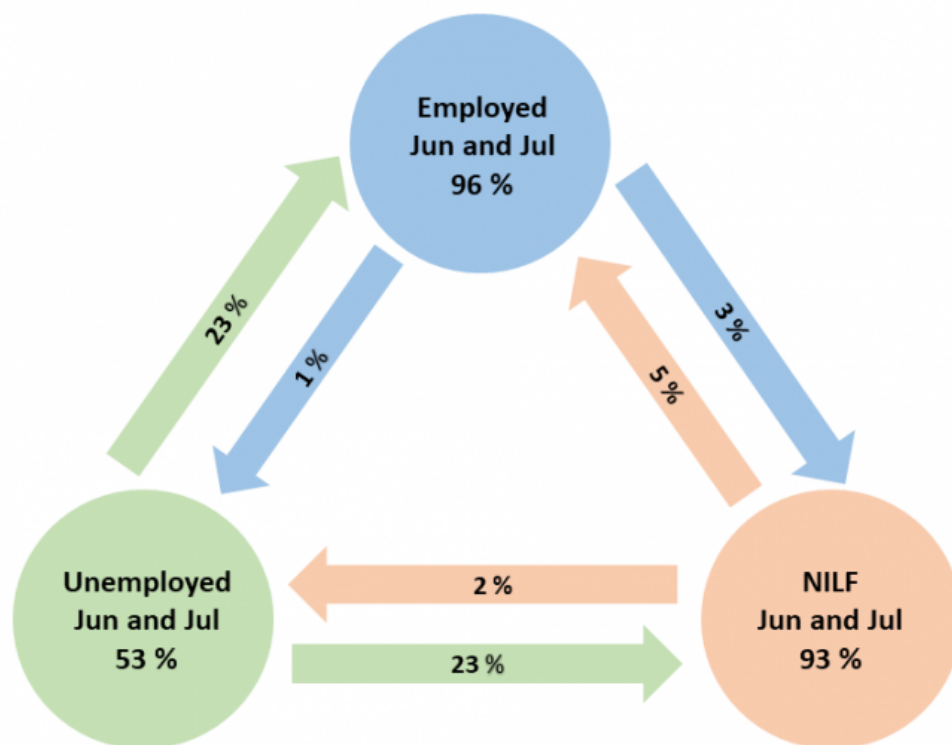 Employed
Jun and Jul
96 %
23 %
1 %
3 %
5 %
Unemployed
Jun and Jul
53 %
2 %
23 %
NILF
Jun and Jul
93 %